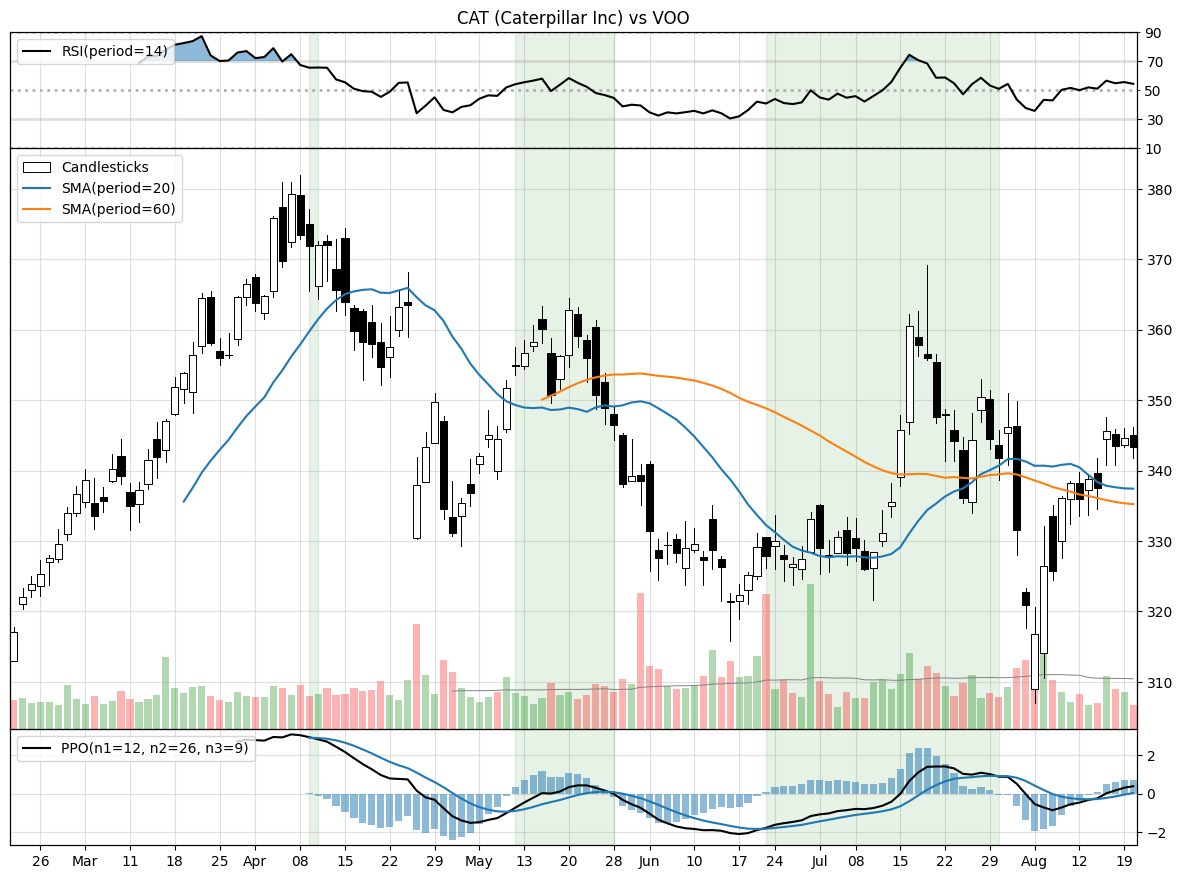 CAT (Caterpillar Inc) vs VOO
RSI(period=14)
90
70
50
30
10
Candlesticks
SMA(period=20)
SMA(period=60)
380
370
360
350
340
330
320
310
PPO(n1=12, n2=26, n3=9)
2
0
−2
26 Mar 11 18 25 Apr 08 15 22 29 May 13 20 28 Jun 10 17 24 Jul 08 15 22 29 Aug 12 19